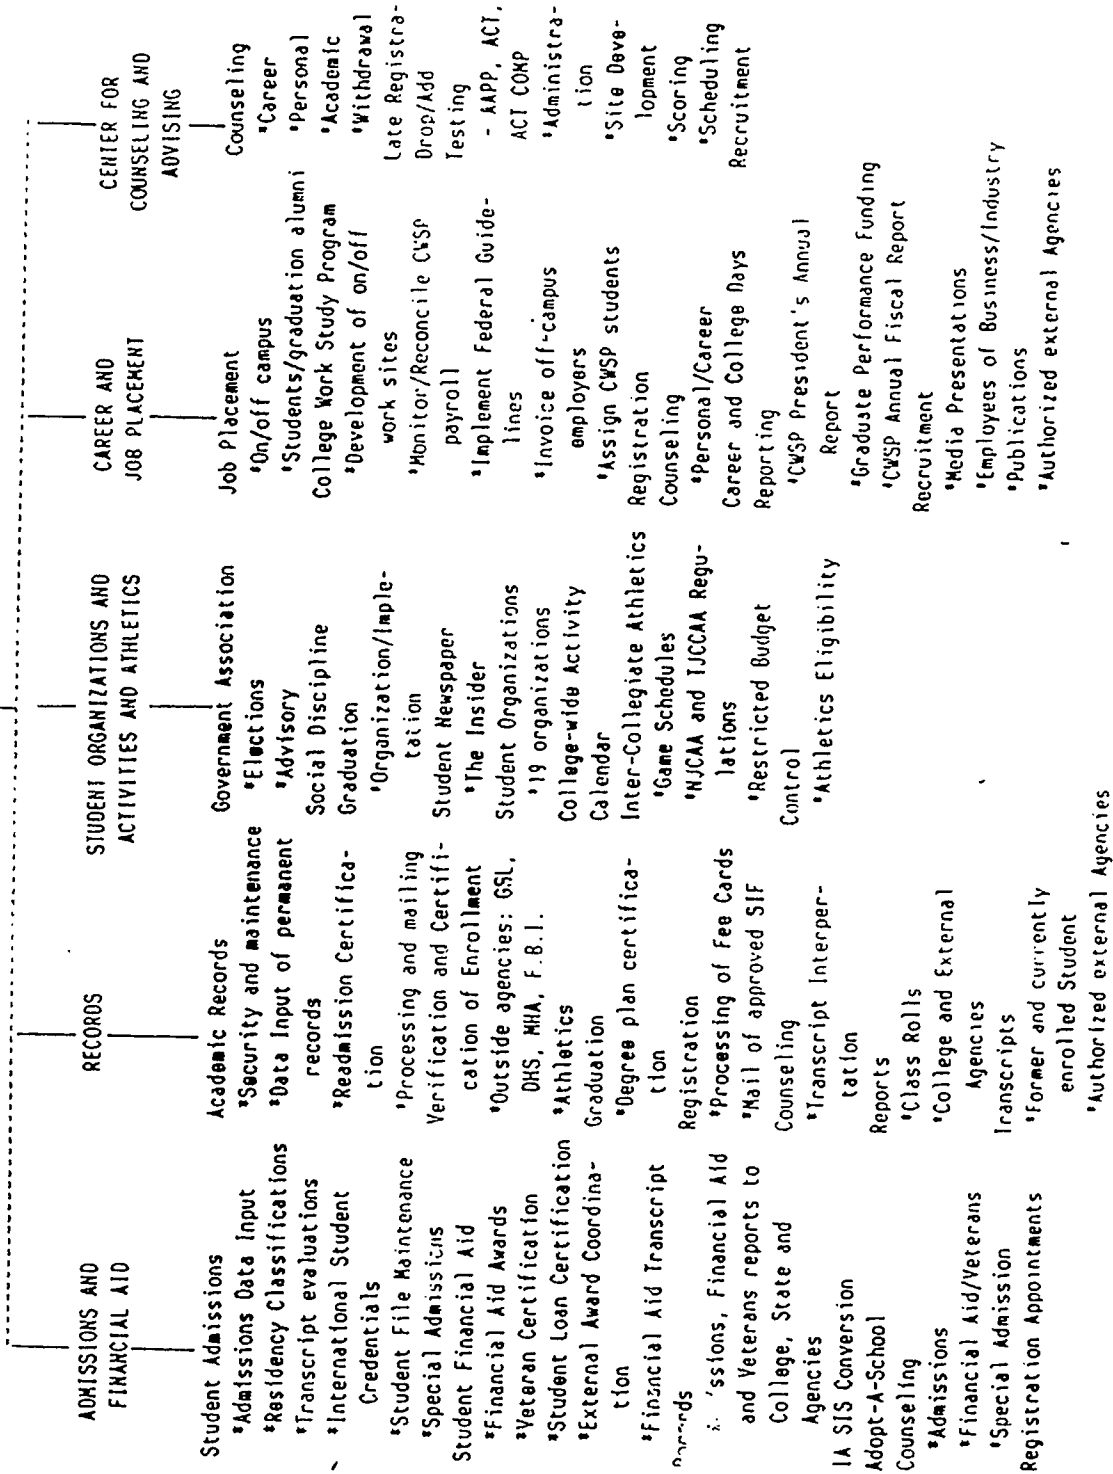 ADMISSIONS AND
FINANCIAL AID
Student Admissions
*Admissions Data Input
*Residency Classifications
*Transcript evaluations
*International Student
Credentials
*Student File Maintenance
*Special Admissions
Student Financial Aid
*Financial Aid Awards
*Veteran Certification
*Student Loan Certification
*External Award Coordina-
tion
*Financial Aid Transcript
'ssions, Financial Aid
and Veterans reports to
College, State and
Agencies
IA SIS Conversion
Adopt-A-School
Counseling
*Admissions
*Financial Aid/Veterans
*Special Admission
Registration Appointments
RECORDS
Academic Records
*Security and maintenance
*Data Input of permanent
records
*Readmission Certifica-
tion
*Processing and mailing
Verification and Certifi-
cation of Enrollment
*Outside agencies: GSL,
DHS, MHA, F.B.I.
*Athletics
Graduation
*Degree plan certifica-
tion
Registration
*Processing of Fee Cards
*Mail of approved SIF
Counseling
*Transcript Interper-
tation
Reports
*Class Rolls
*College and External
Agencies
Transcripts
*Former and currently
enrolled Student
*Authorized external Agencies
STUDENT ORGANIZATIONS AND
ACTIVITIES AND ATHLETICS
Government Association
*Elections
*Advisory
Social Discipline
Graduation
*Organization/Imple-
tation
Student Newspaper
*The Insider
Student Organizations
*19 organizations
College-wide Activity
Calendar
Inter-Collegiate Athletics
*Game Schedules
*NJCAA and TJCCAA Regu-
lations
*Restricted Budget
Control
*Athletics Eligibility
CAREER AND
JOB PLACEMENT
Job Placement
*On/off campus
*Students/graduation alumni
College Work Study Program
*Development of on/off
work sites
*Monitor/Reconcile CWSP
payroll
*Implement Federal Guide-
lines
*Invoice off-campus
employers
*Assign CWSP students
Registration
Counseling
*Personal/Career
Career and College Days
Reporting
*CWSP President's Annual
Report
*Graduate Performance Funding
*CWSP Annual Fiscal Report
Recruitment
*Media Presentations
*Employees of Business/Industry
*Publications
*Authorized external Agencies
CENTER FOR
COUNSELING AND
ADVISING
Counseling
*Career
*Personal
*Academic
*Withdrawal
Late Registra-
Drop/Add
Testing
- AAPP, ACT,
ACT COMP
*Administra-
tion
*Site Deve-
lopment
*Scoring
*Scheduling
Recruitment